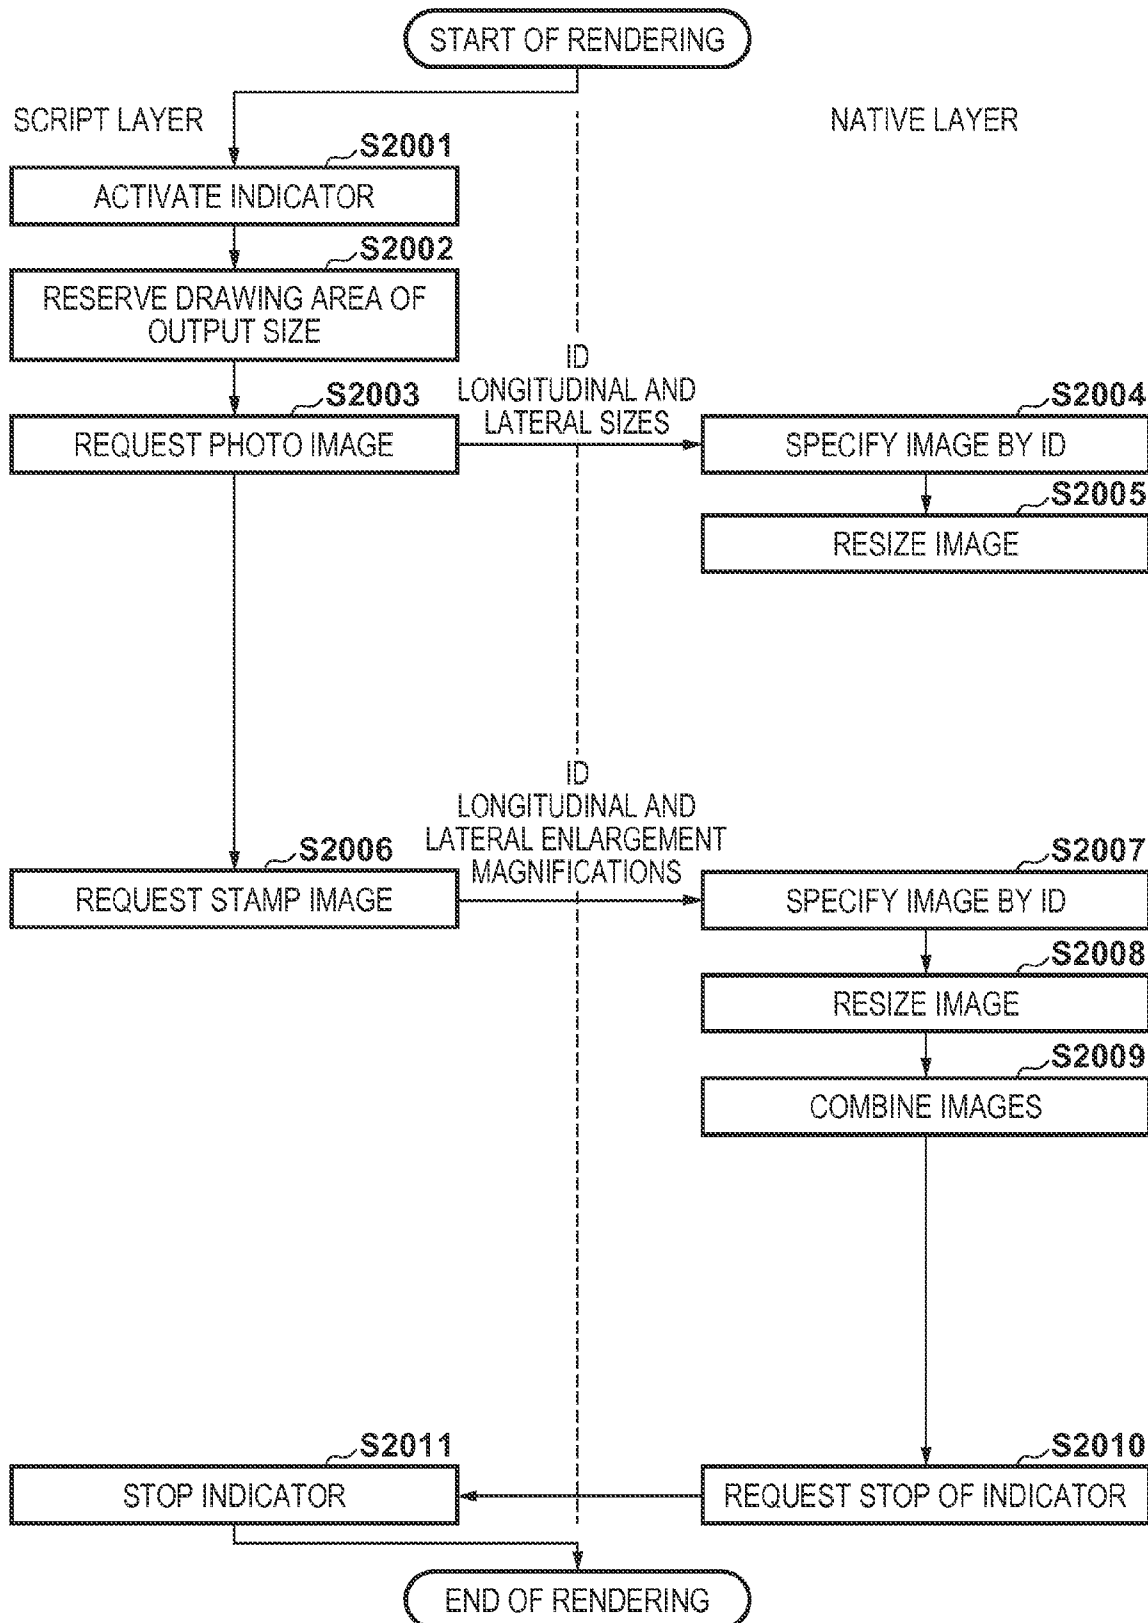 START OF RENDERING
SCRIPT LAYER
NATIVE LAYER
S2001
ACTIVATE INDICATOR
S2002
RESERVE DRAWING AREA OF
OUTPUT SIZE
ID
LONGITUDINAL AND
LATERAL SIZES
S2003
REQUEST PHOTO IMAGE
S2004
SPECIFY IMAGE BY ID
S2005
RESIZE IMAGE
ID
LONGITUDINAL AND
LATERAL ENLARGEMENT
MAGNIFICATIONS
S2006
REQUEST STAMP IMAGE
S2007
SPECIFY IMAGE BY ID
S2008
RESIZE IMAGE
S2009
COMBINE IMAGES
S2010
REQUEST STOP OF INDICATOR
S2011
STOP INDICATOR
END OF RENDERING